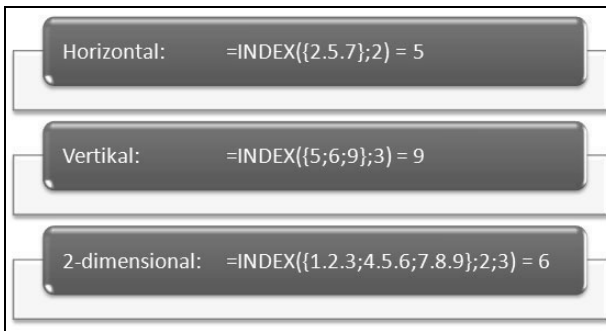 Horizontal: =INDEX({2.5.7};2) = 5
Vertikal: =INDEX({5;6;9};3) = 9
2-dimensional: =INDEX({1.2.3;4.5.6;7.8.9};2;3) = 6